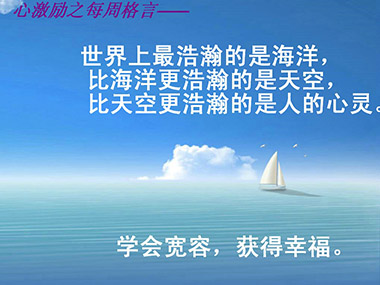 心激励之每周格言——
世界上最浩瀚的是海洋，
比海洋更浩瀚的是天空，
比天空更浩瀚的是人的心灵。
学会宽容，获得幸福。